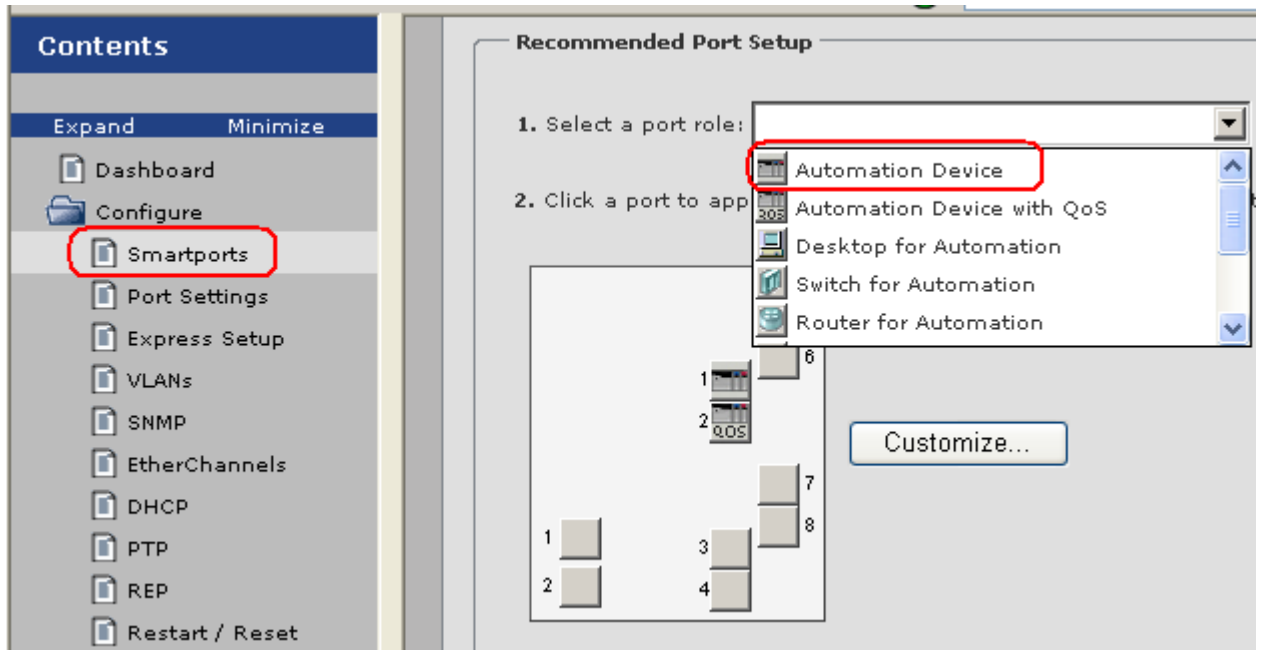 Contents
Expand Minimize
Dashboard
Configure
Smartports
Port Settings
Express Setup
VLANs
SNMP
EtherChannels
DHCP
PTP
REP
Restart / Reset
Recommended Port Setup
1. Select a port role:
Automation Device
Automation Device with QoS
Desktop for Automation
Switch for Automation
Router for Automation
2. Click a port to app
6
1
2 QOS
Customize...
7
8
1
2
3
4